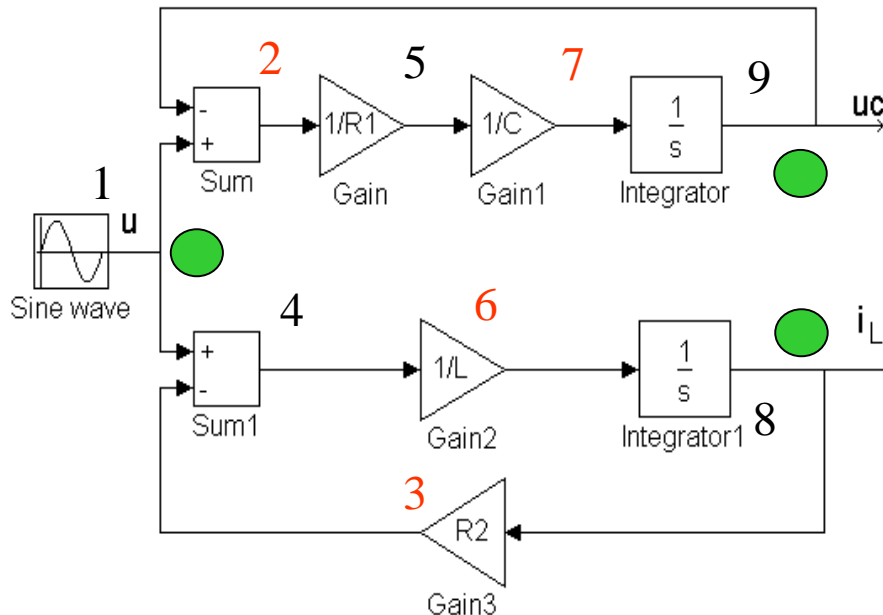 2 5 7 9
uc
-
+
1/R1
1/C
1
s
Sum
Gain
Gain1
Integrator
1
u
Sine wave
4
6
i L
+
-
1/L
1
s
Sum1
Gain2
Integrator1
8
3
R2
Gain3